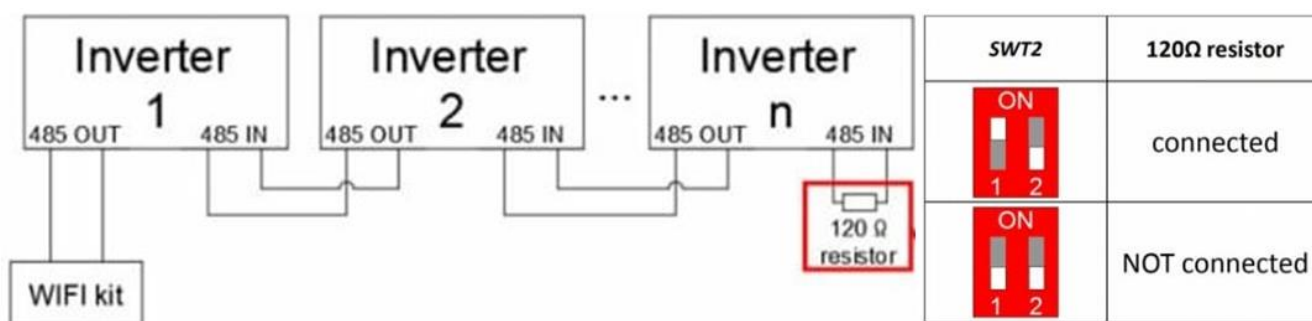 Inverter
1
485 OUT
485 IN
Inverter
2
485 OUT
485 IN
...
Inverter
n
485 OUT
485 IN
120 Ω
resistor
WIFI kit
SWT2
120Ω resistor
ON
1 2
connected
ON
1 2
NOT connected